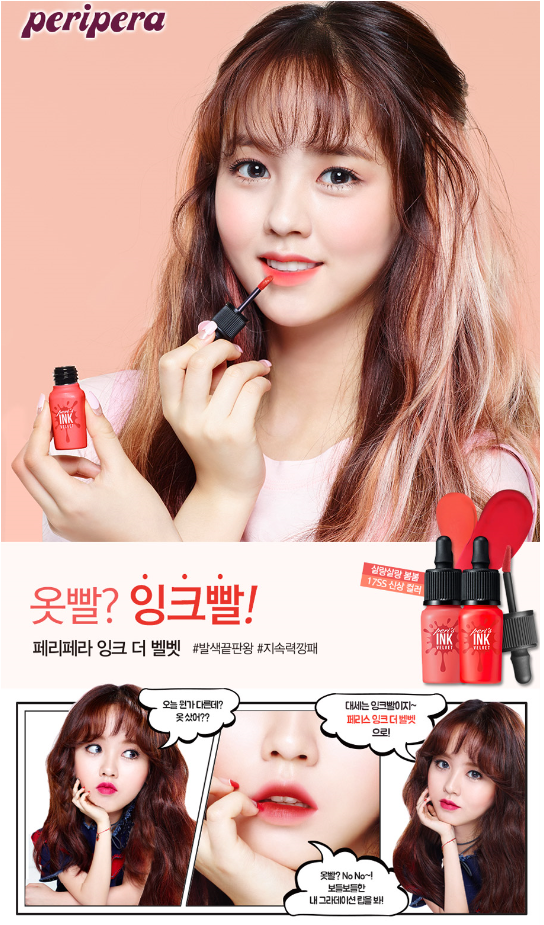 peripera
peri's
INK
VELVET
살랑살랑 봄봄
17SS 신상 컬러
옷빨? 잉크빨!
페리페라 잉크 더 벨벳 #발색끝판왕 #지속력깡패
peri's
INK
VELVET
peri's
INK
VELVET
오늘 뭔가 다른데?
옷 샀어??
대세는 잉크빨이지~
페리스 잉크 더 벨벳
으로!
옷빨? No No~!
보들보들한
내 그라데이션 립을 봐!